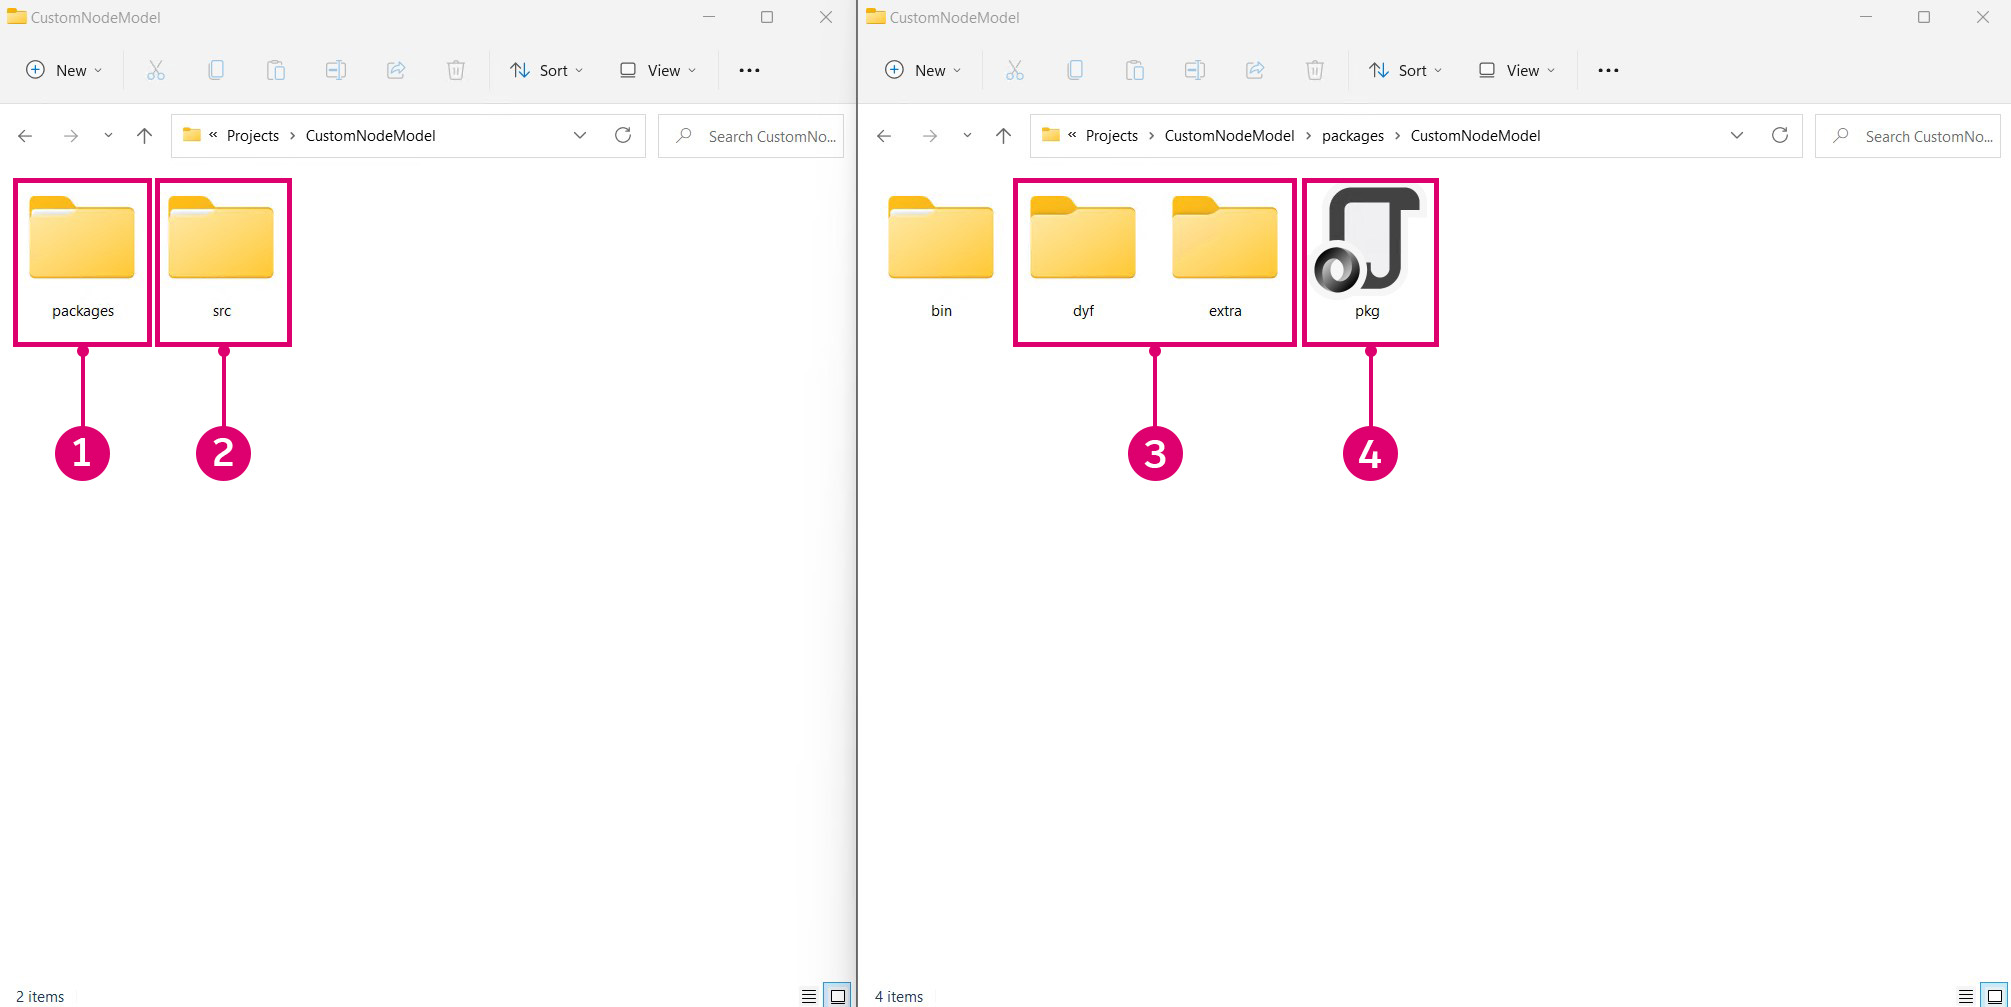 CustomNodeModel
New
Sort
View
« Projects > CustomNodeModel
Search CustomNo...
packages
src
1
2
2 items
CustomNodeModel
New
Sort
View
« Projects > CustomNodeModel > packages > CustomNodeModel
Search CustomNo...
bin
dyf
extra
pkg
3
4
4 items